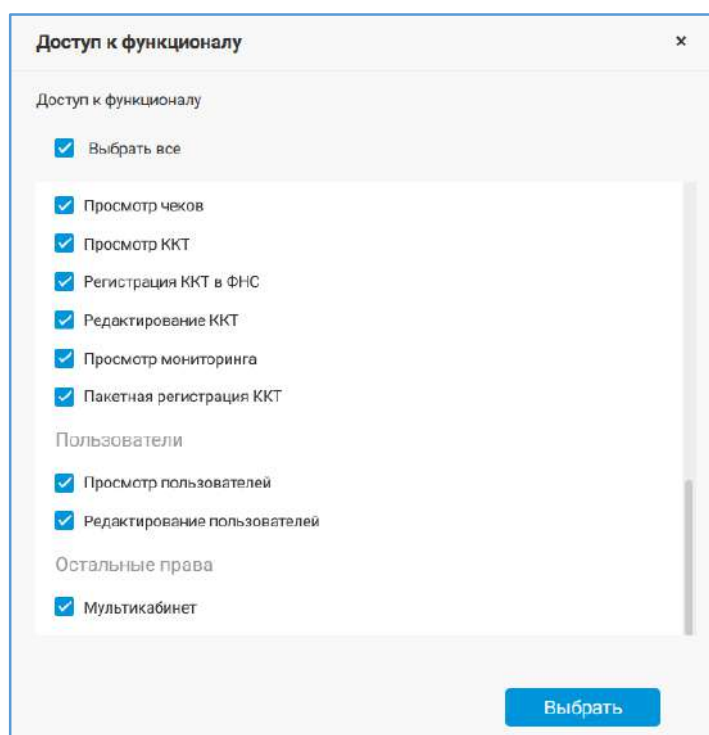 Доступ к функционалу
×
Доступ к функционалу
Выбрать все
Просмотр чеков
Просмотр ККТ
Регистрация ККТ в ФНС
Редактирование ККТ
Просмотр мониторинга
Пакетная регистрация ККТ
Пользователи
Просмотр пользователей
Редактирование пользователей
Остальные права
Мультикабинет
Выбрать